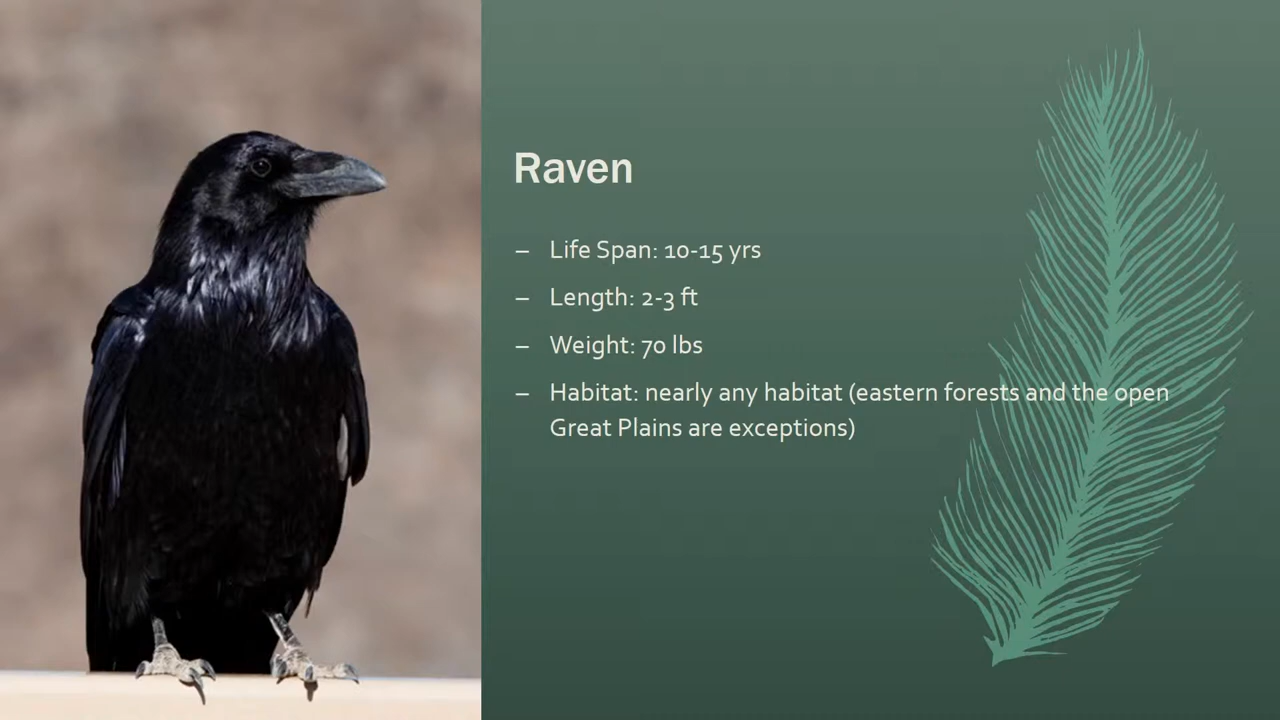 Raven
– Life Span: 10-15 yrs
– Length: 2-3 ft
– Weight: 70 lbs
– Habitat: nearly any habitat (eastern forests and the open
Great Plains are exceptions)